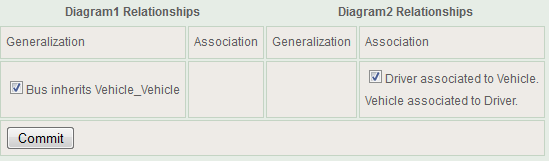 Diagram1 Relationships
Diagram2 Relationships
Generalization
Association
Generalization
Association
Bus inherits Vehicle_Vehicle
Driver associated to Vehicle.
Vehicle associated to Driver.
Commit